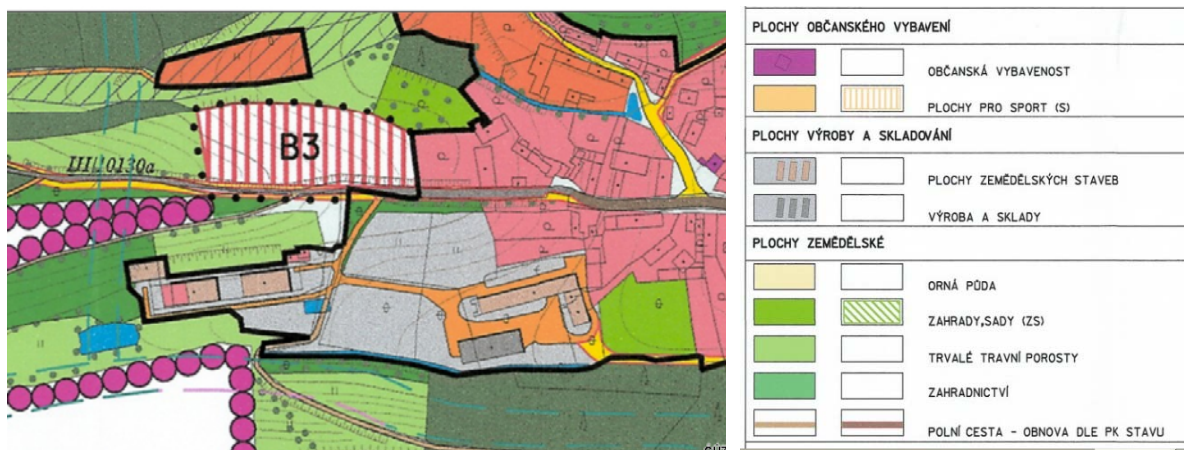 B3
III/0130a
PLOCHY OBČANSKÉHO VYBAVENÍ
OBČANSKÁ VYBAVENOST
PLOCHY PRO SPORT (S)
PLOCHY VÝROBY A SKLADOVÁNÍ
PLOCHY ZEMĚDĚLSKÝCH STAVEB
VÝROBA A SKLADY
PLOCHY ZEMĚDĚLSKÉ
ORNÁ PŮDA
ZAHRADY,SADY (ZS)
TRVALÉ TRAVNÍ POROSTY
ZAHRADNICTVÍ
POLNÍ CESTA - OBNOVA DLE PK STAVU